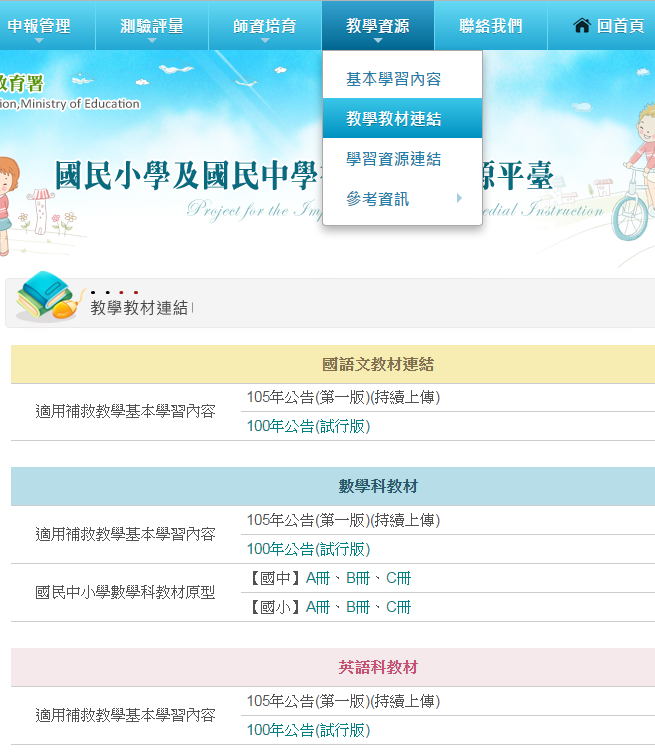 申報管理
測驗評量
師資培育
教學資源
聯絡我們
回首頁
基本學習內容
教學教材連結
學習資源連結
參考資訊
教育署
ion,Ministry of Education
國民小學及國民中學
源平臺
Project for the Im
edial Instruction
教學教材連結
國語文教材連結
適用補救教學基本學習內容
105年公告(第一版)(持續上傳)
100年公告(試行版)
數學科教材
適用補救教學基本學習內容
105年公告(第一版)(持續上傳)
100年公告(試行版)
國民中小學數學科教材原型
【國中】A冊、B冊、C冊
【國小】A冊、B冊、C冊
英語科教材
適用補救教學基本學習內容
105年公告(第一版)(持續上傳)
100年公告(試行版)